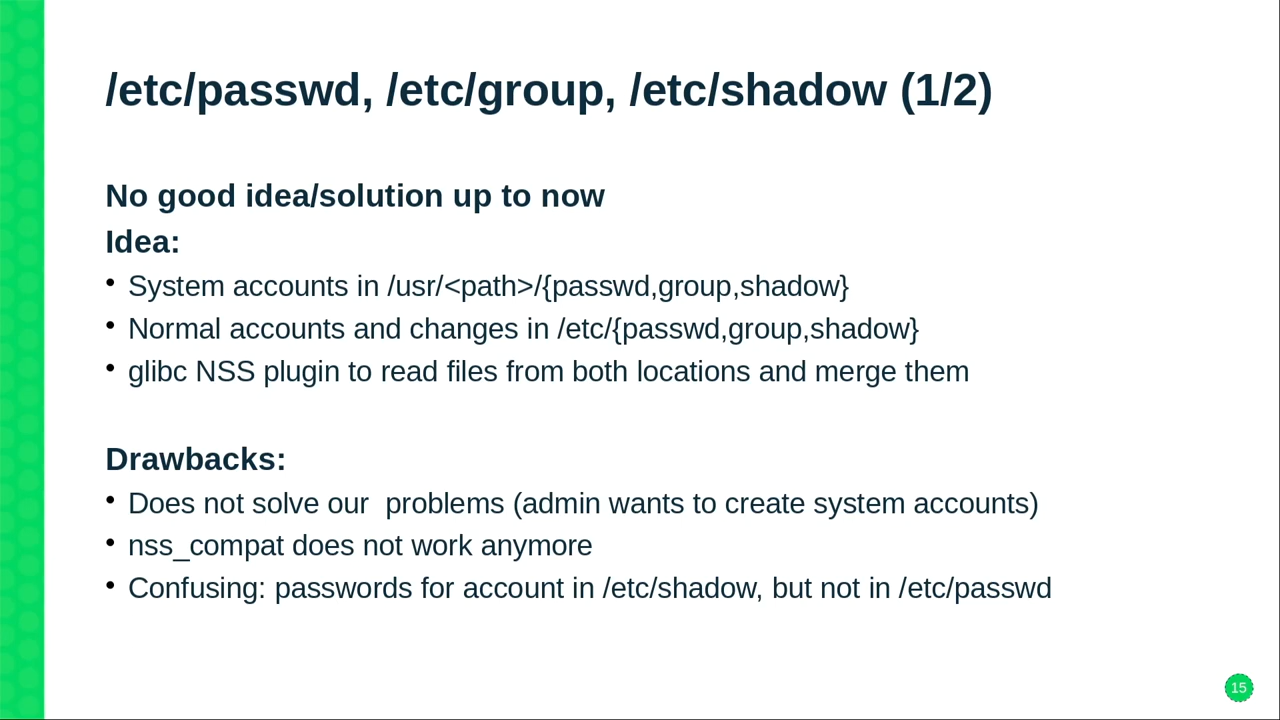 /etc/passwd, /etc/group, /etc/shadow (1/2)
No good idea/solution up to now
Idea:
• System accounts in /usr/<path>/{passwd,group,shadow}
• Normal accounts and changes in /etc/{passwd,group,shadow}
• glibc NSS plugin to read files from both locations and merge them
Drawbacks:
• Does not solve our  problems (admin wants to create system accounts)
• nss_compat does not work anymore
• Confusing: passwords for account in /etc/shadow, but not in /etc/passwd
15